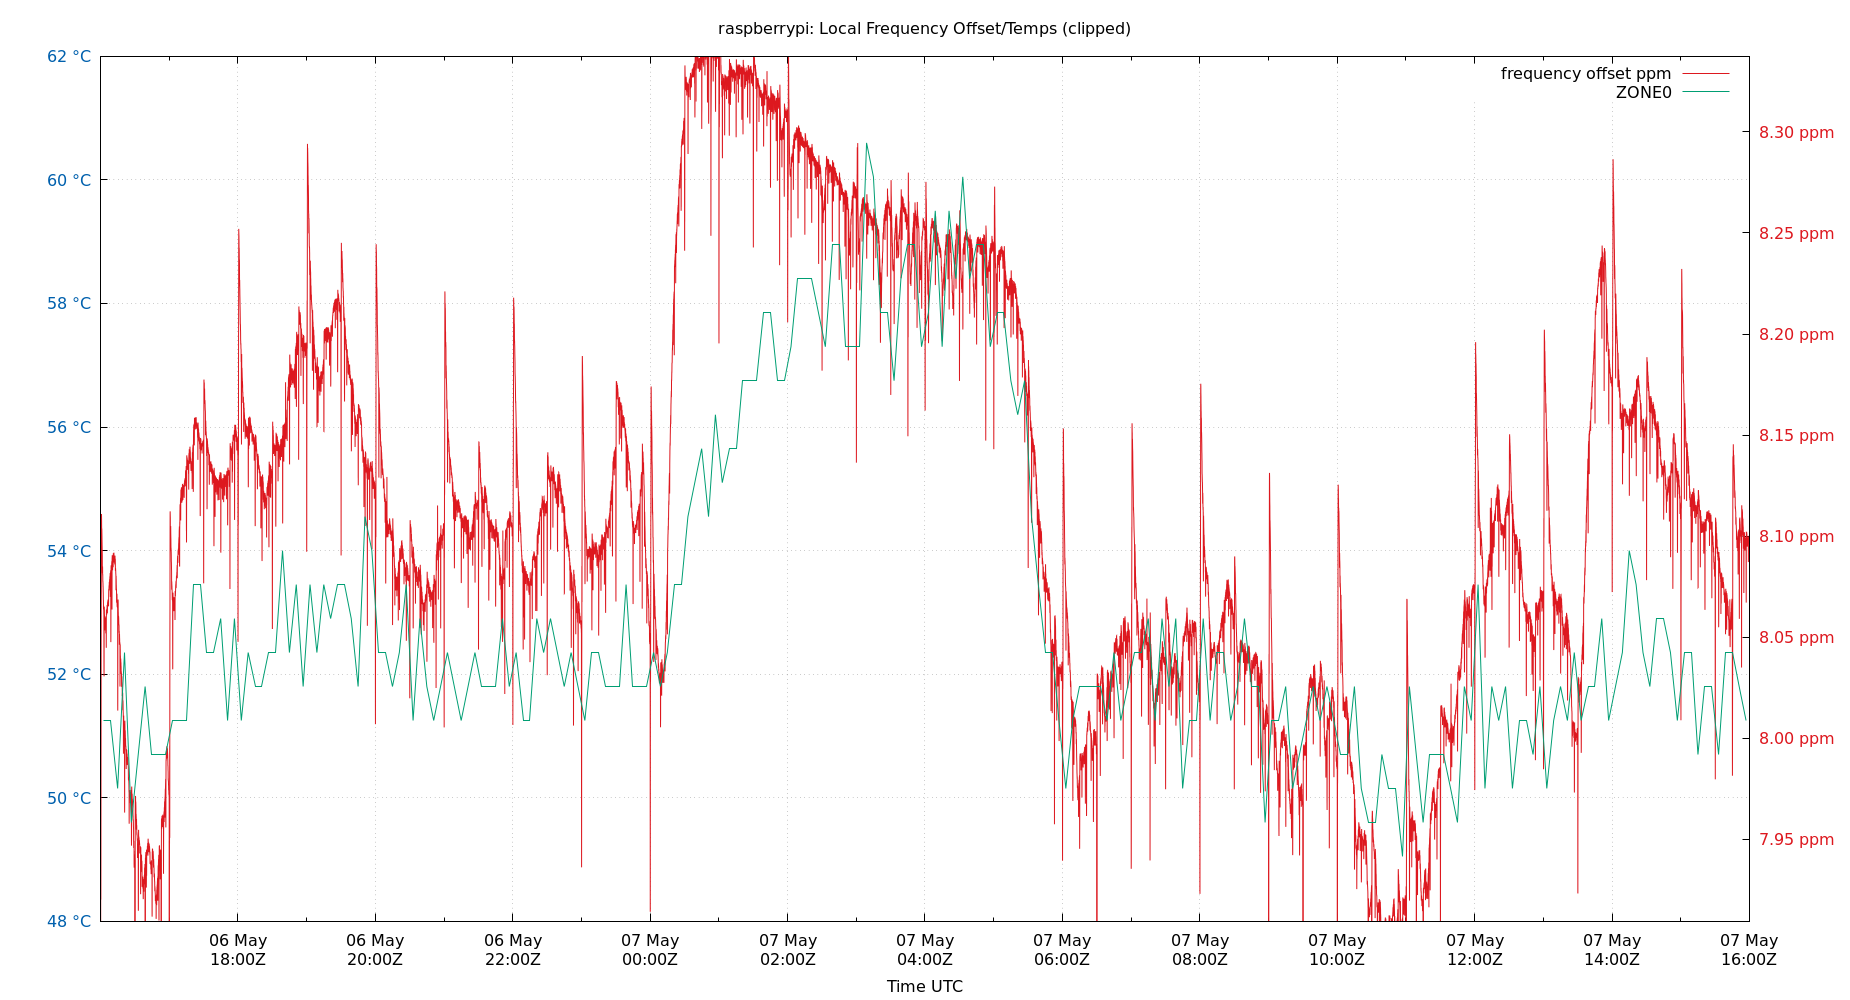 raspberrypi: Local Frequency Offset/Temps (clipped)
62 °C
60 °C
58 °C
56 °C
54 °C
52 °C
50 °C
48 °C
frequency offset ppm
ZONE0
8.30 ppm
8.25 ppm
8.20 ppm
8.15 ppm
8.10 ppm
8.05 ppm
8.00 ppm
7.95 ppm
06 May 06 May 06 May 07 May 07 May 07 May 07 May 07 May 07 May 07 May 07 May 07 May
18:00Z 20:00Z 22:00Z 00:00Z 02:00Z 04:00Z 06:00Z 08:00Z 10:00Z 12:00Z 14:00Z 16:00Z
Time UTC